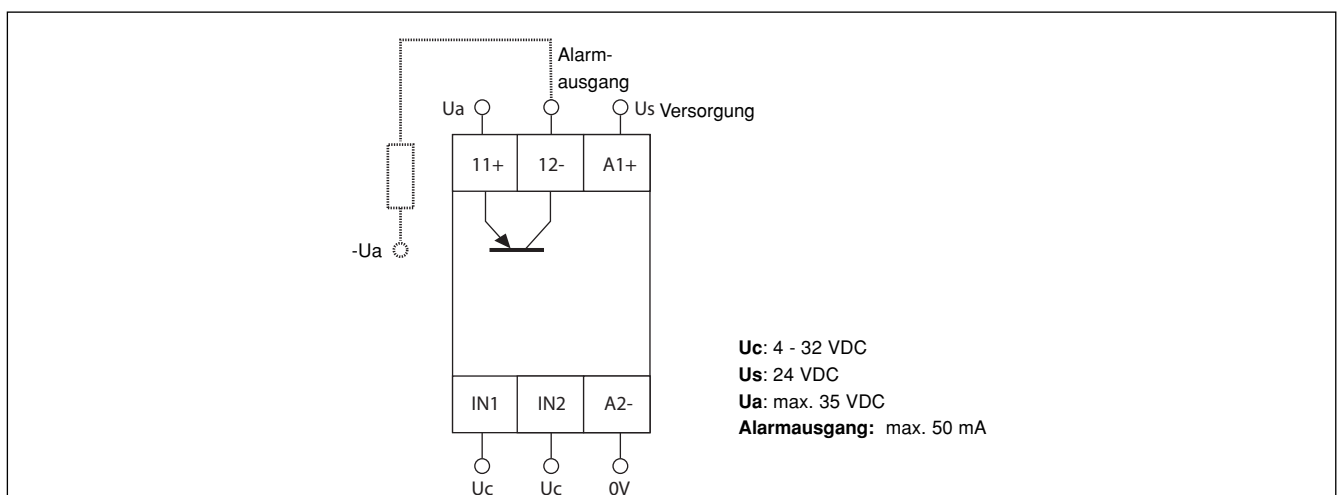 Alarm-
ausgang
Ua
Us Versorgung
11+ 12- A1+
-Ua
Uc: 4 - 32 VDC
Us: 24 VDC
Ua: max. 35 VDC
Alarmausgang: max. 50 mA
IN1 IN2 A2-
Uc Uc 0V